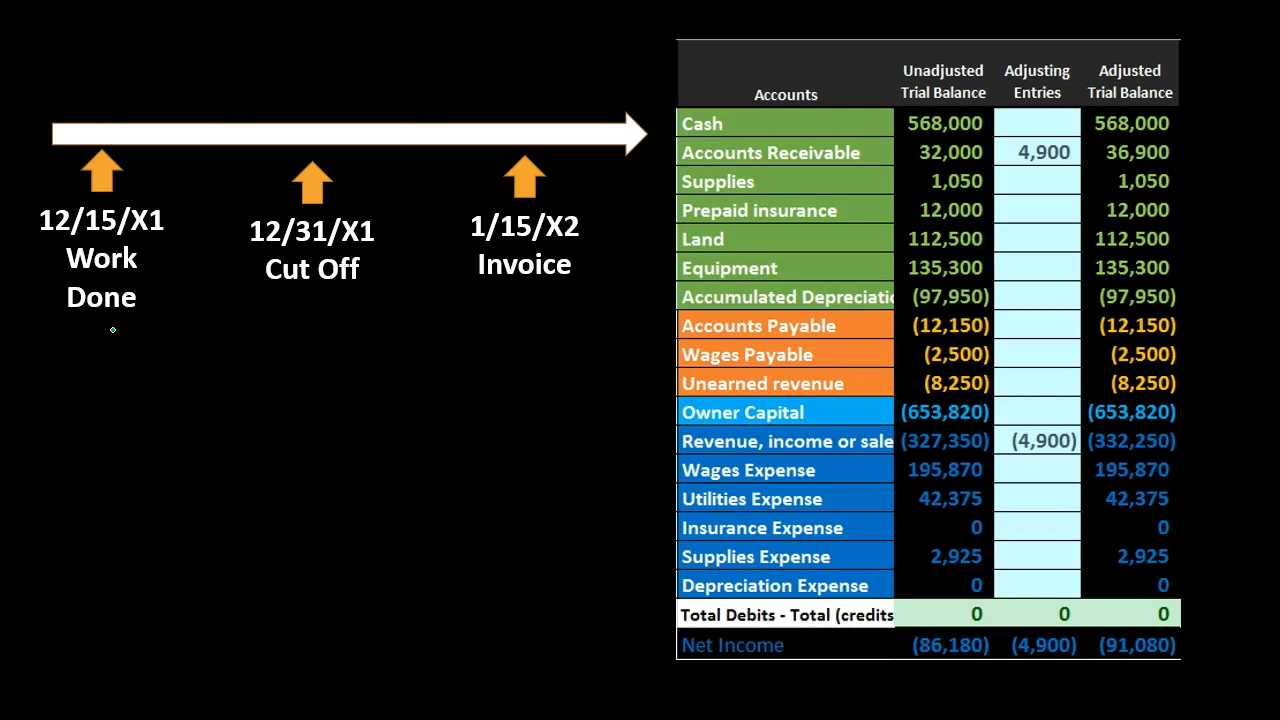 12/15/X1
Work
Done
12/31/X1
Cut Off
1/15/X2
Invoice
Accounts Unadjusted Trial Balance Adjusting Entries Adjusted Trial Balance
Cash 568,000 568,000
Accounts Receivable 32,000 4,900 36,900
Supplies 1,050 1,050
Prepaid insurance 12,000 12,000
Land 112,500 112,500
Equipment 135,300 135,300
Accumulated Depreciatio (97,950) (97,950)
Accounts Payable (12,150) (12,150)
Wages Payable (2,500) (2,500)
Unearned revenue (8,250) (8,250)
Owner Capital (653,820) (653,820)
Revenue, income or sale (327,350) (4,900) (332,250)
Wages Expense 195,870 195,870
Utilities Expense 42,375 42,375
Insurance Expense 0 0
Supplies Expense 2,925 2,925
Depreciation Expense 0 0
Total Debits - Total (credits 0 0 0
Net Income (86,180) (4,900) (91,080)